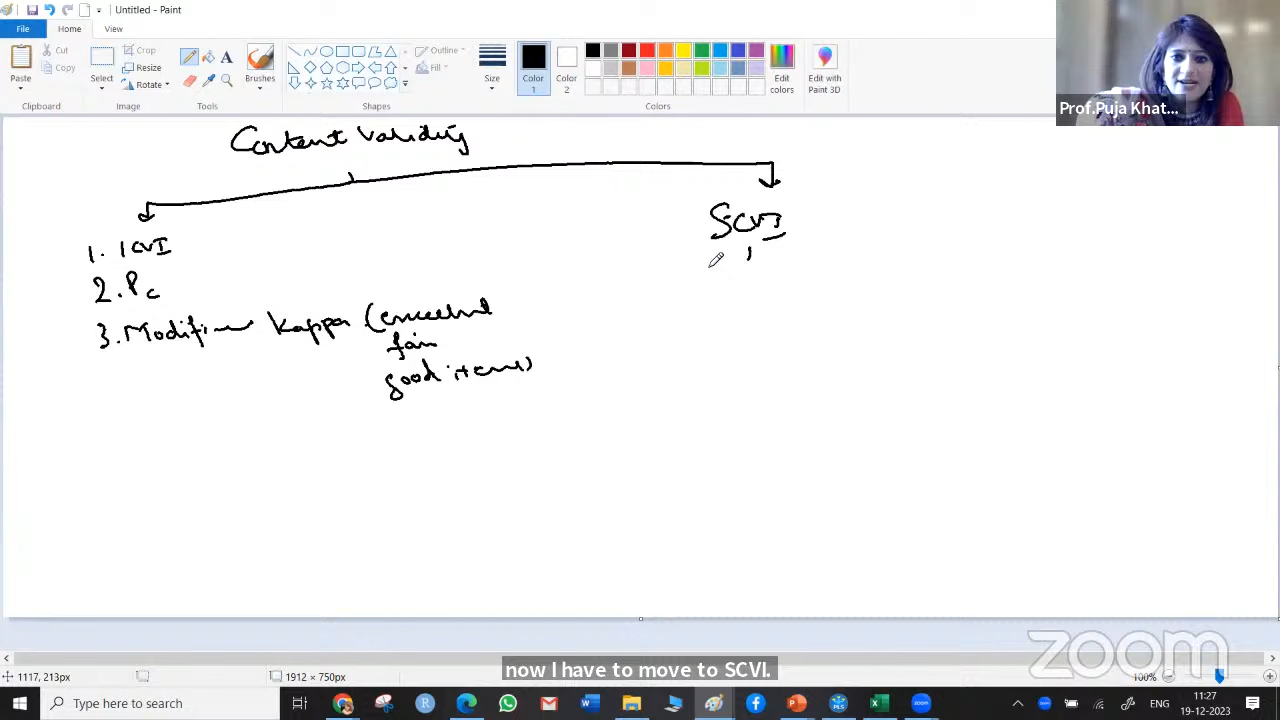 Untitled - Paint
File
Home
View
Paste
Cut
Copy
Clipboard
Select
Crop
Resize
Rotate
Image
Tools
Brushes
Shapes
Outline
Fill
Size
Color 1
Color 2
Colors
Edit colors
Edit with Paint 3D
Prof.Puja Khat...
Content Validity
1. ICVI
2. Pc
3. Modified Kappa (excellent
fair
good items)
SCVI
zoom
now I have to move to SCVI.
1117, 213px
1912 × 750px
100%
Type here to search
ENG
11:27
19-12-2023